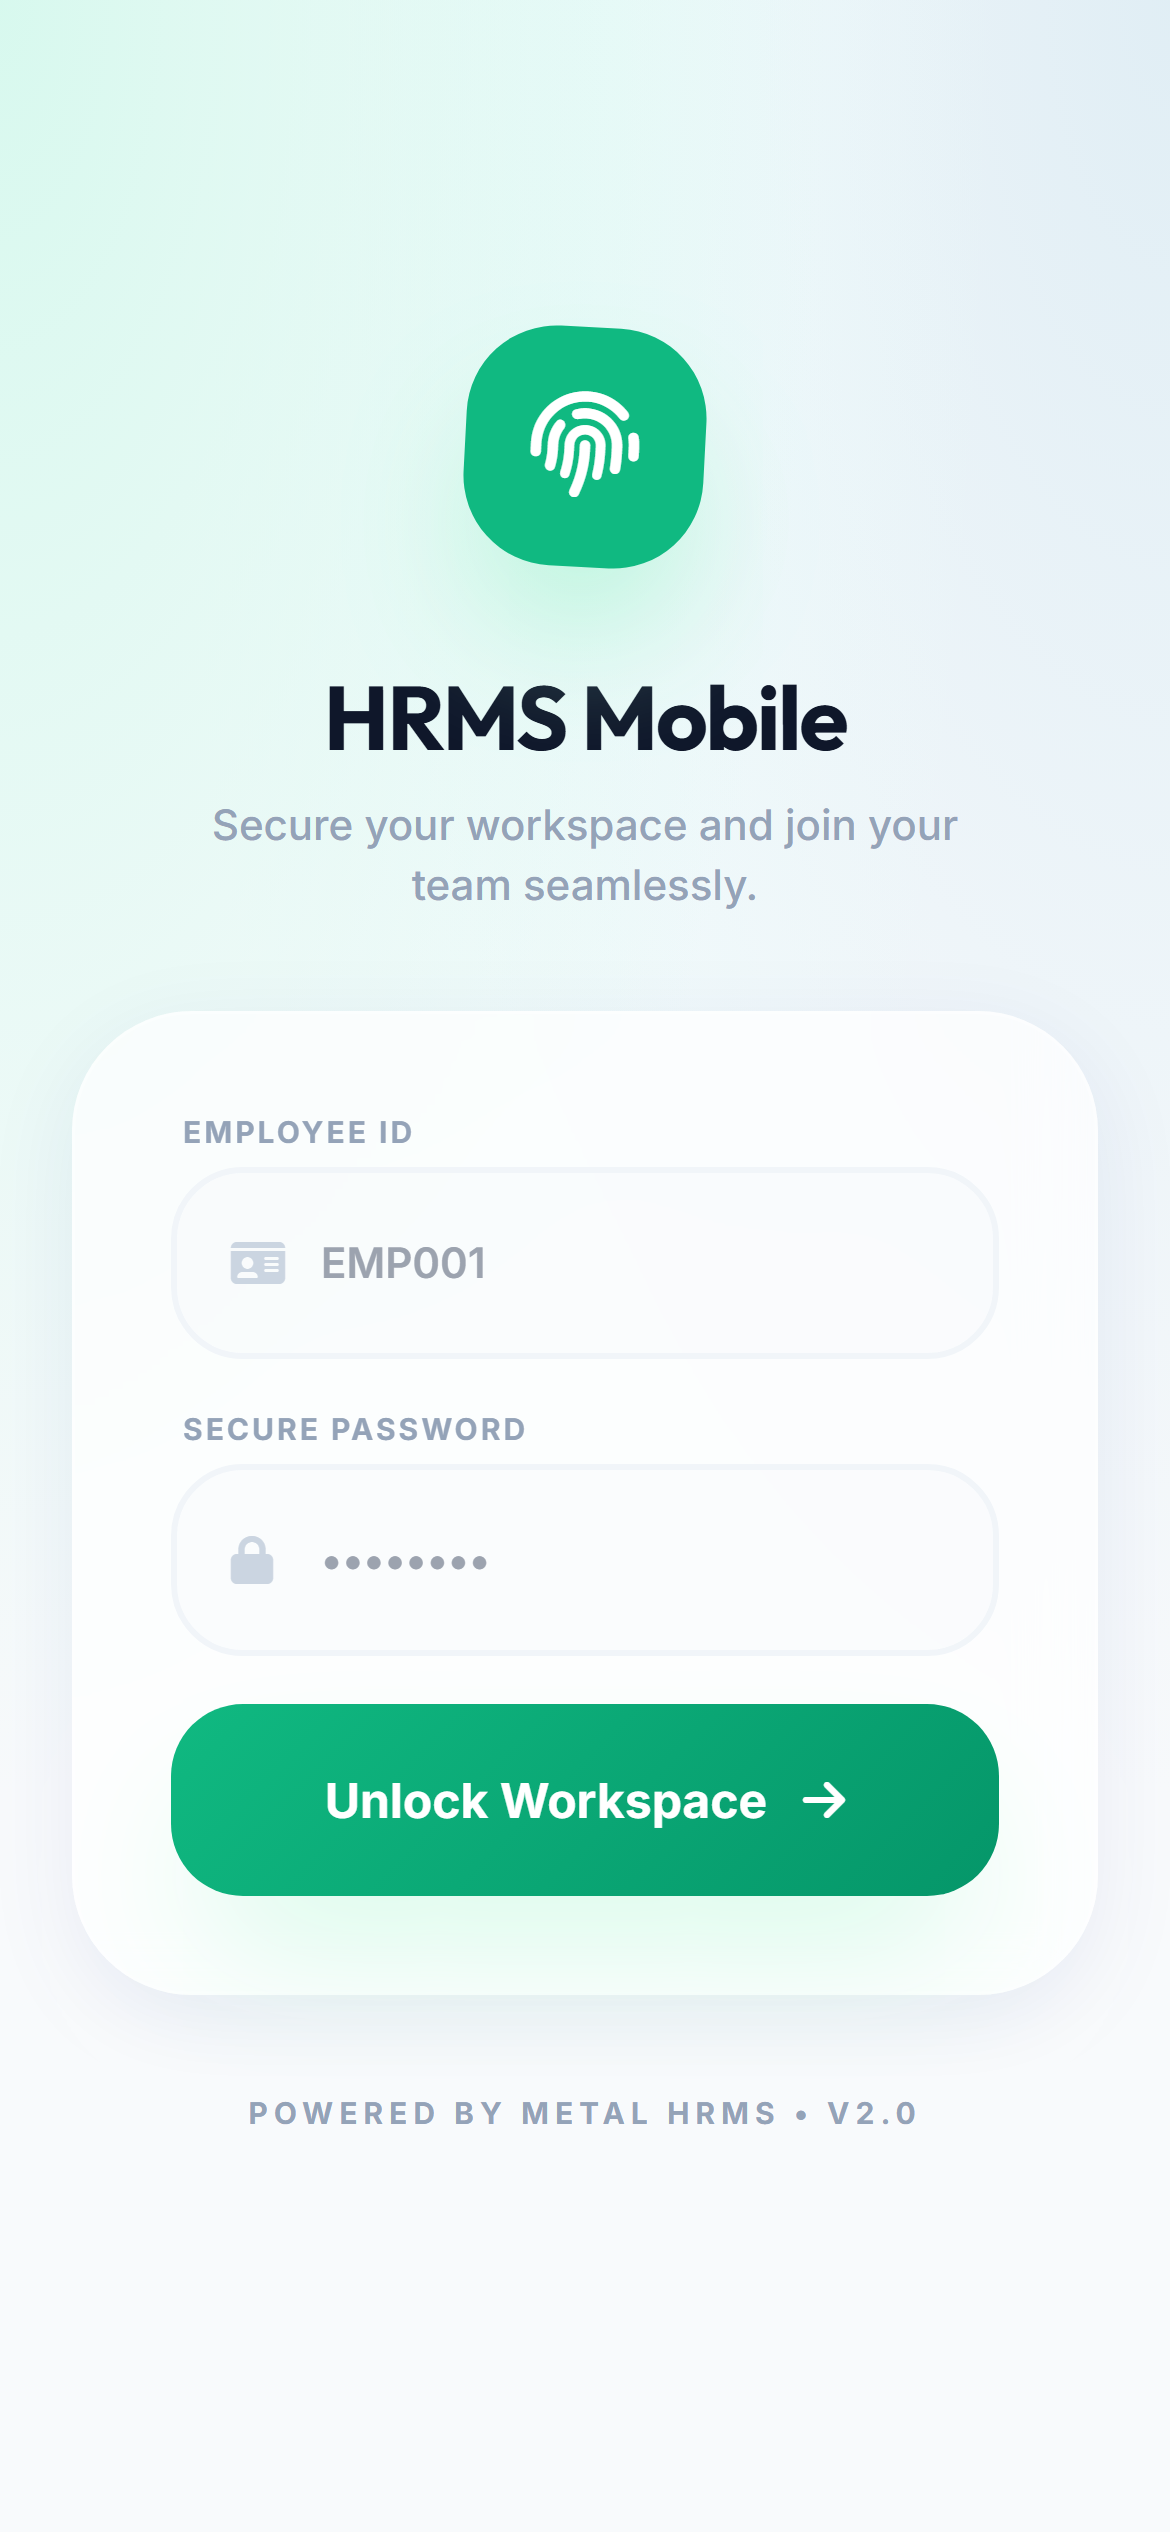 HRMS Mobile
Secure your workspace and join your
team seamlessly.
EMPLOYEE ID
EMP001
SECURE PASSWORD
••••••••
Unlock Workspace →
POWERED BY METAL HRMS • V2.0